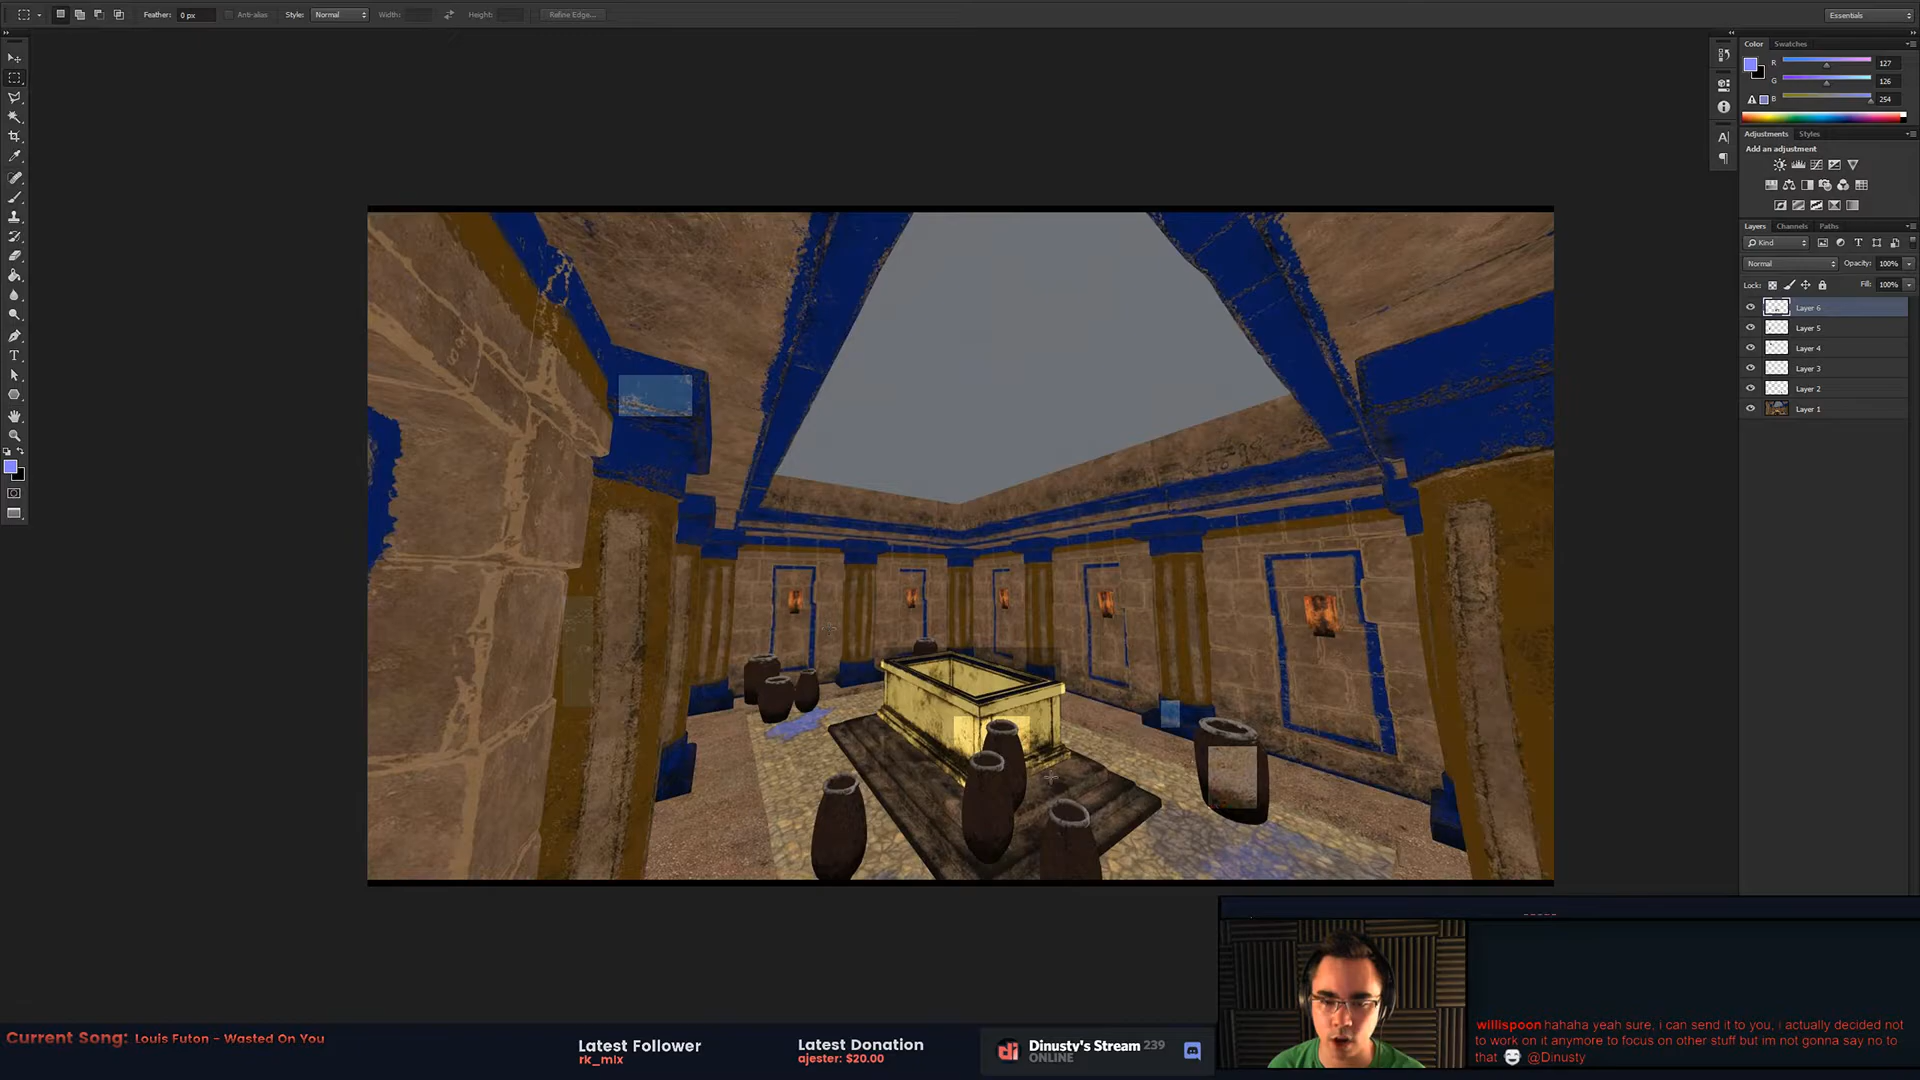 Feather: 0 px Anti-alias Style: Normal Width: Height: Refine Edge... Essentials
Color Swatches
R 127
G 126
B 254
Adjustments Styles
Add an adjustment
Layers Channels Paths
Kind
Normal Opacity: 100%
Lock: Fill: 100%
Layer 6
Layer 5
Layer 4
Layer 3
Layer 2
Layer 1
Current Song: Louis Futon - Wasted On You
Latest Follower
rk_mlx
Latest Donation
ajester: $20.00
Dinusty's Stream 239
ONLINE
willispoon hahaha yeah sure, i can send it to you, i actually decided not
to work on it anymore to focus on other stuff but im not gonna say no to
that @Dinusty